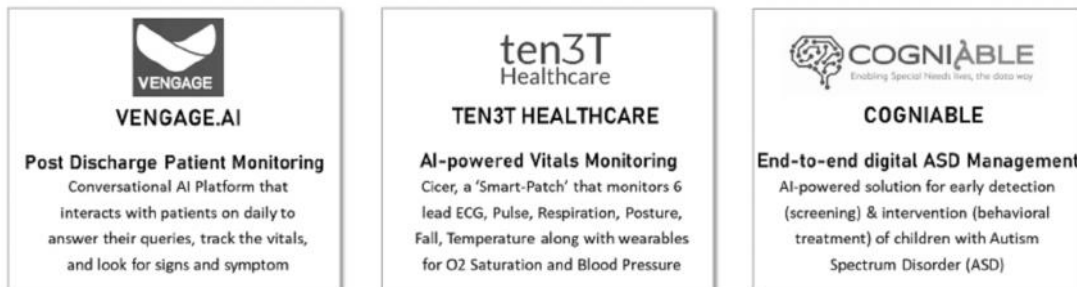 VENGAGE
VENGAGE.AI
Post Discharge Patient Monitoring
Conversational AI Platform that
interacts with patients on daily to
answer their queries, track the vitals,
and look for signs and symptom
ten3T
Healthcare
TEN3T HEALTHCARE
AI-powered Vitals Monitoring
Cicer, a ‘Smart-Patch’ that monitors 6
lead ECG, Pulse, Respiration, Posture,
Fall, Temperature along with wearables
for O2 Saturation and Blood Pressure
COGNIABLE
Enabling Special Needs lives, the data way
COGNIABLE
End-to-end digital ASD Management
AI-powered solution for early detection
(screening) & intervention (behavioral
treatment) of children with Autism
Spectrum Disorder (ASD)